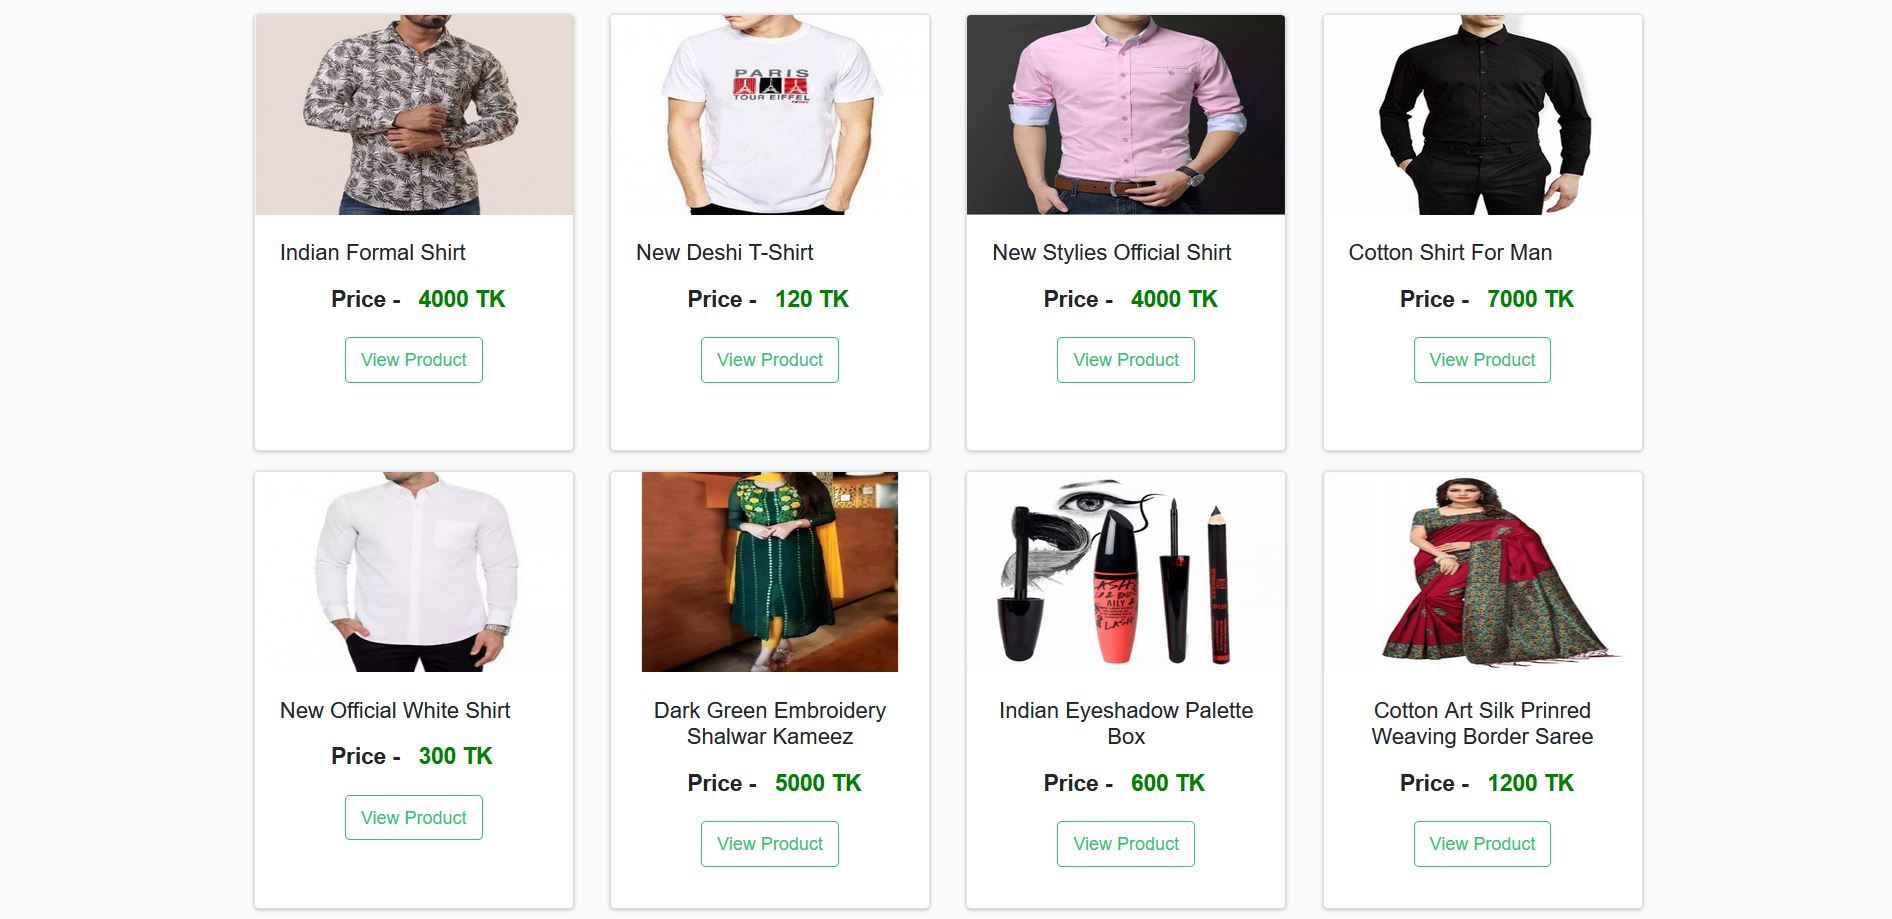 PARIS
TOUR EIFFEL
Indian Formal Shirt
Price - 4000 TK
View Product
New Deshi T-Shirt
Price - 120 TK
View Product
New Stylies Official Shirt
Price - 4000 TK
View Product
Cotton Shirt For Man
Price - 7000 TK
View Product
AILY
LASH
New Official White Shirt
Price - 300 TK
View Product
Dark Green Embroidery
Shalwar Kameez
Price - 5000 TK
View Product
Indian Eyeshadow Palette
Box
Price - 600 TK
View Product
Cotton Art Silk Prinred
Weaving Border Saree
Price - 1200 TK
View Product